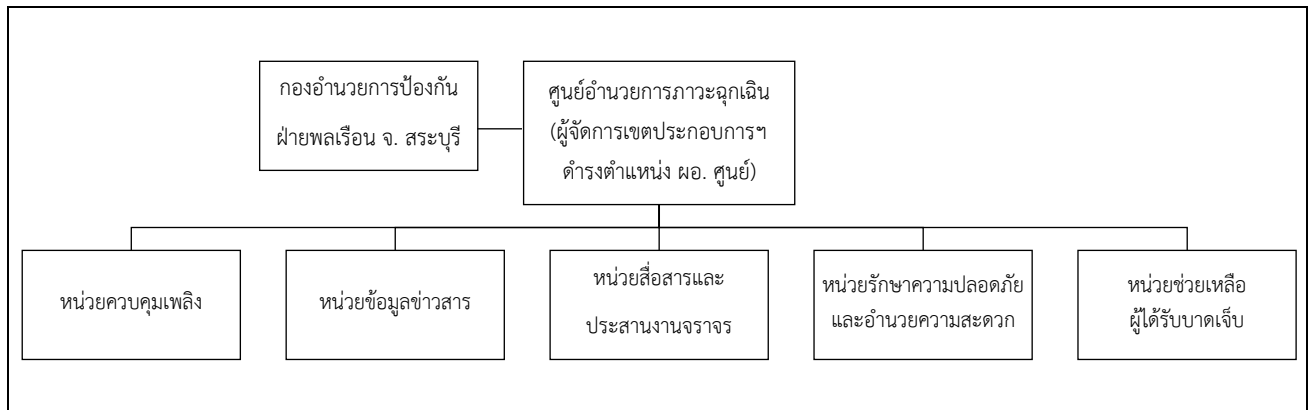 กองอำนวยการป้องกัน
ฝ่ายพลเรือน จ. สระบุรี
ศูนย์อำนวยการภาวะฉุกเฉิน
(ผู้จัดการเขตประกอบการฯ
ดำรงตำแหน่ง ผอ. ศูนย์)
หน่วยควบคุมเพลิง
หน่วยข้อมูลข่าวสาร
หน่วยสื่อสารและ
ประสานงานจราจร
หน่วยรักษาความปลอดภัย
และอำนวยความสะดวก
หน่วยช่วยเหลือ
ผู้ได้รับบาดเจ็บ